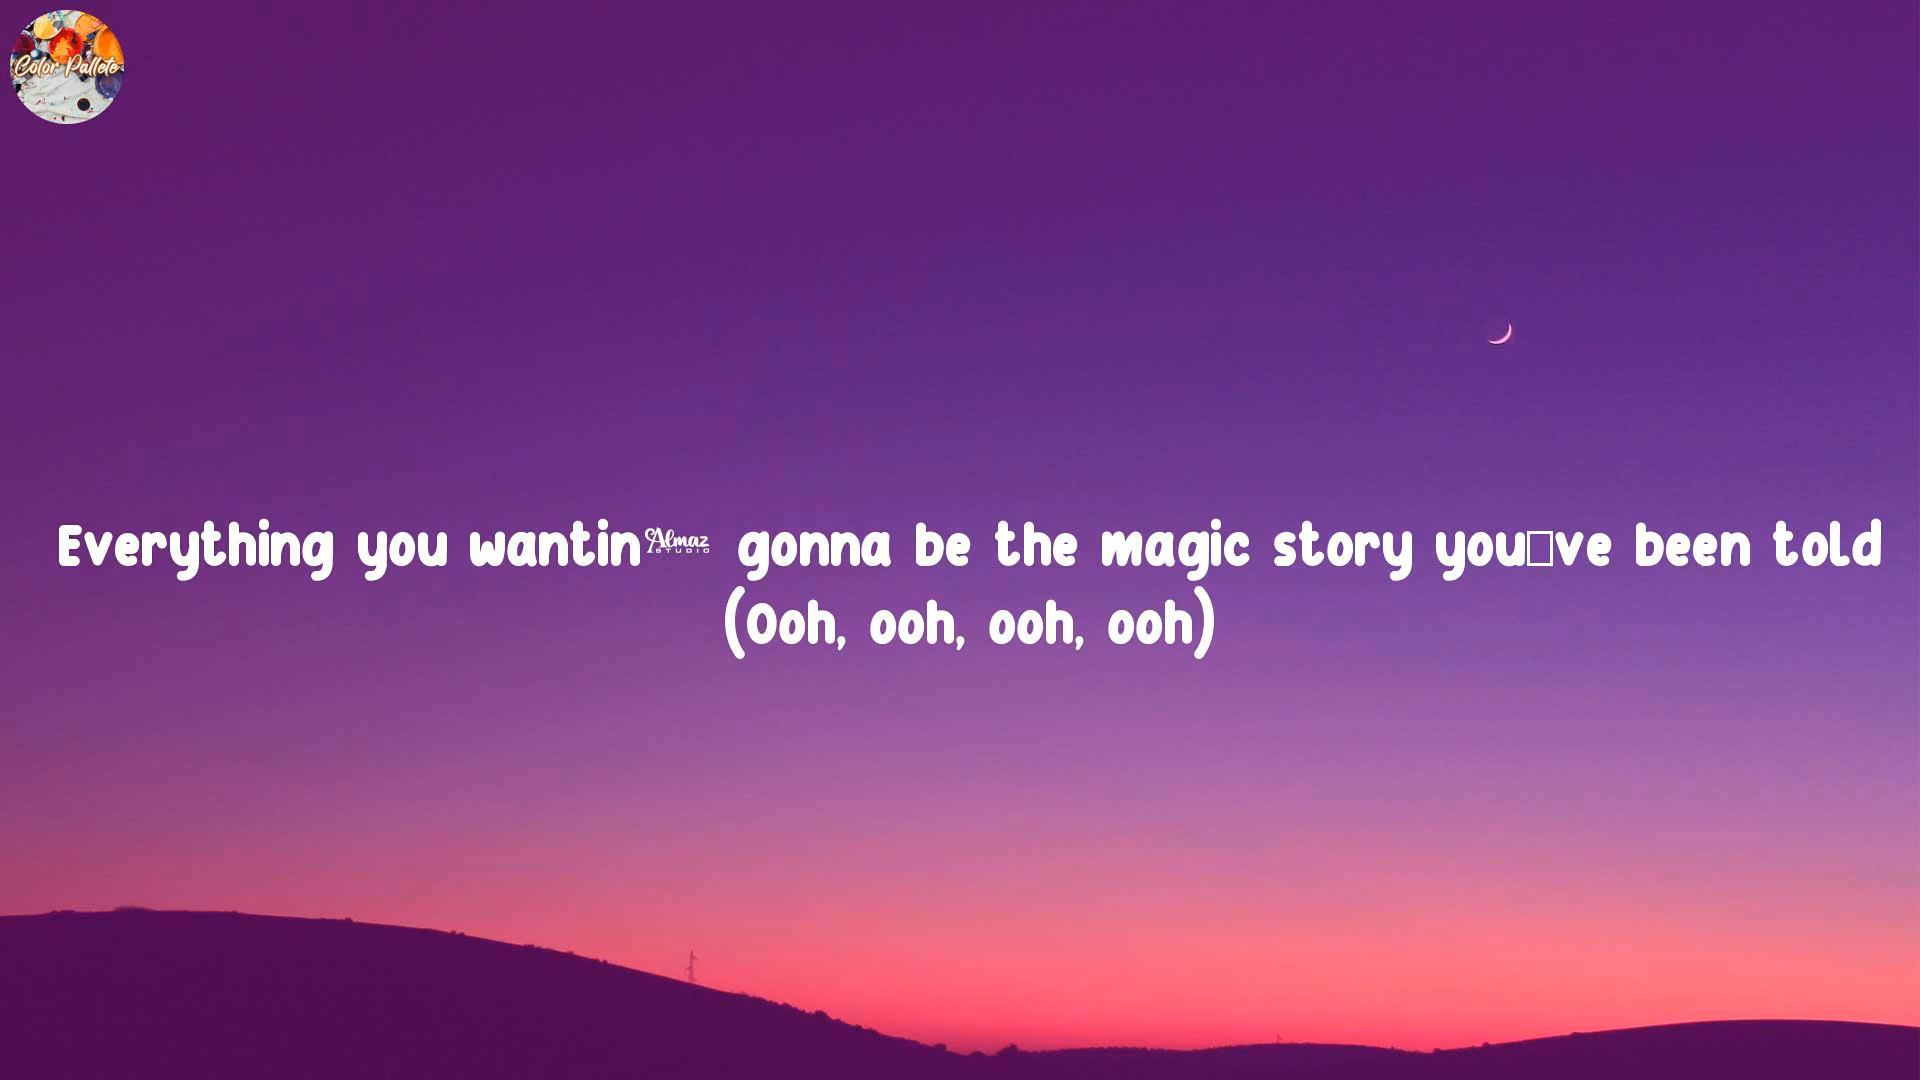 Color Pallete
Everything you wantin Almaz STUDIO gonna be the magic story you□ve been told
(Ooh, ooh, ooh, ooh)